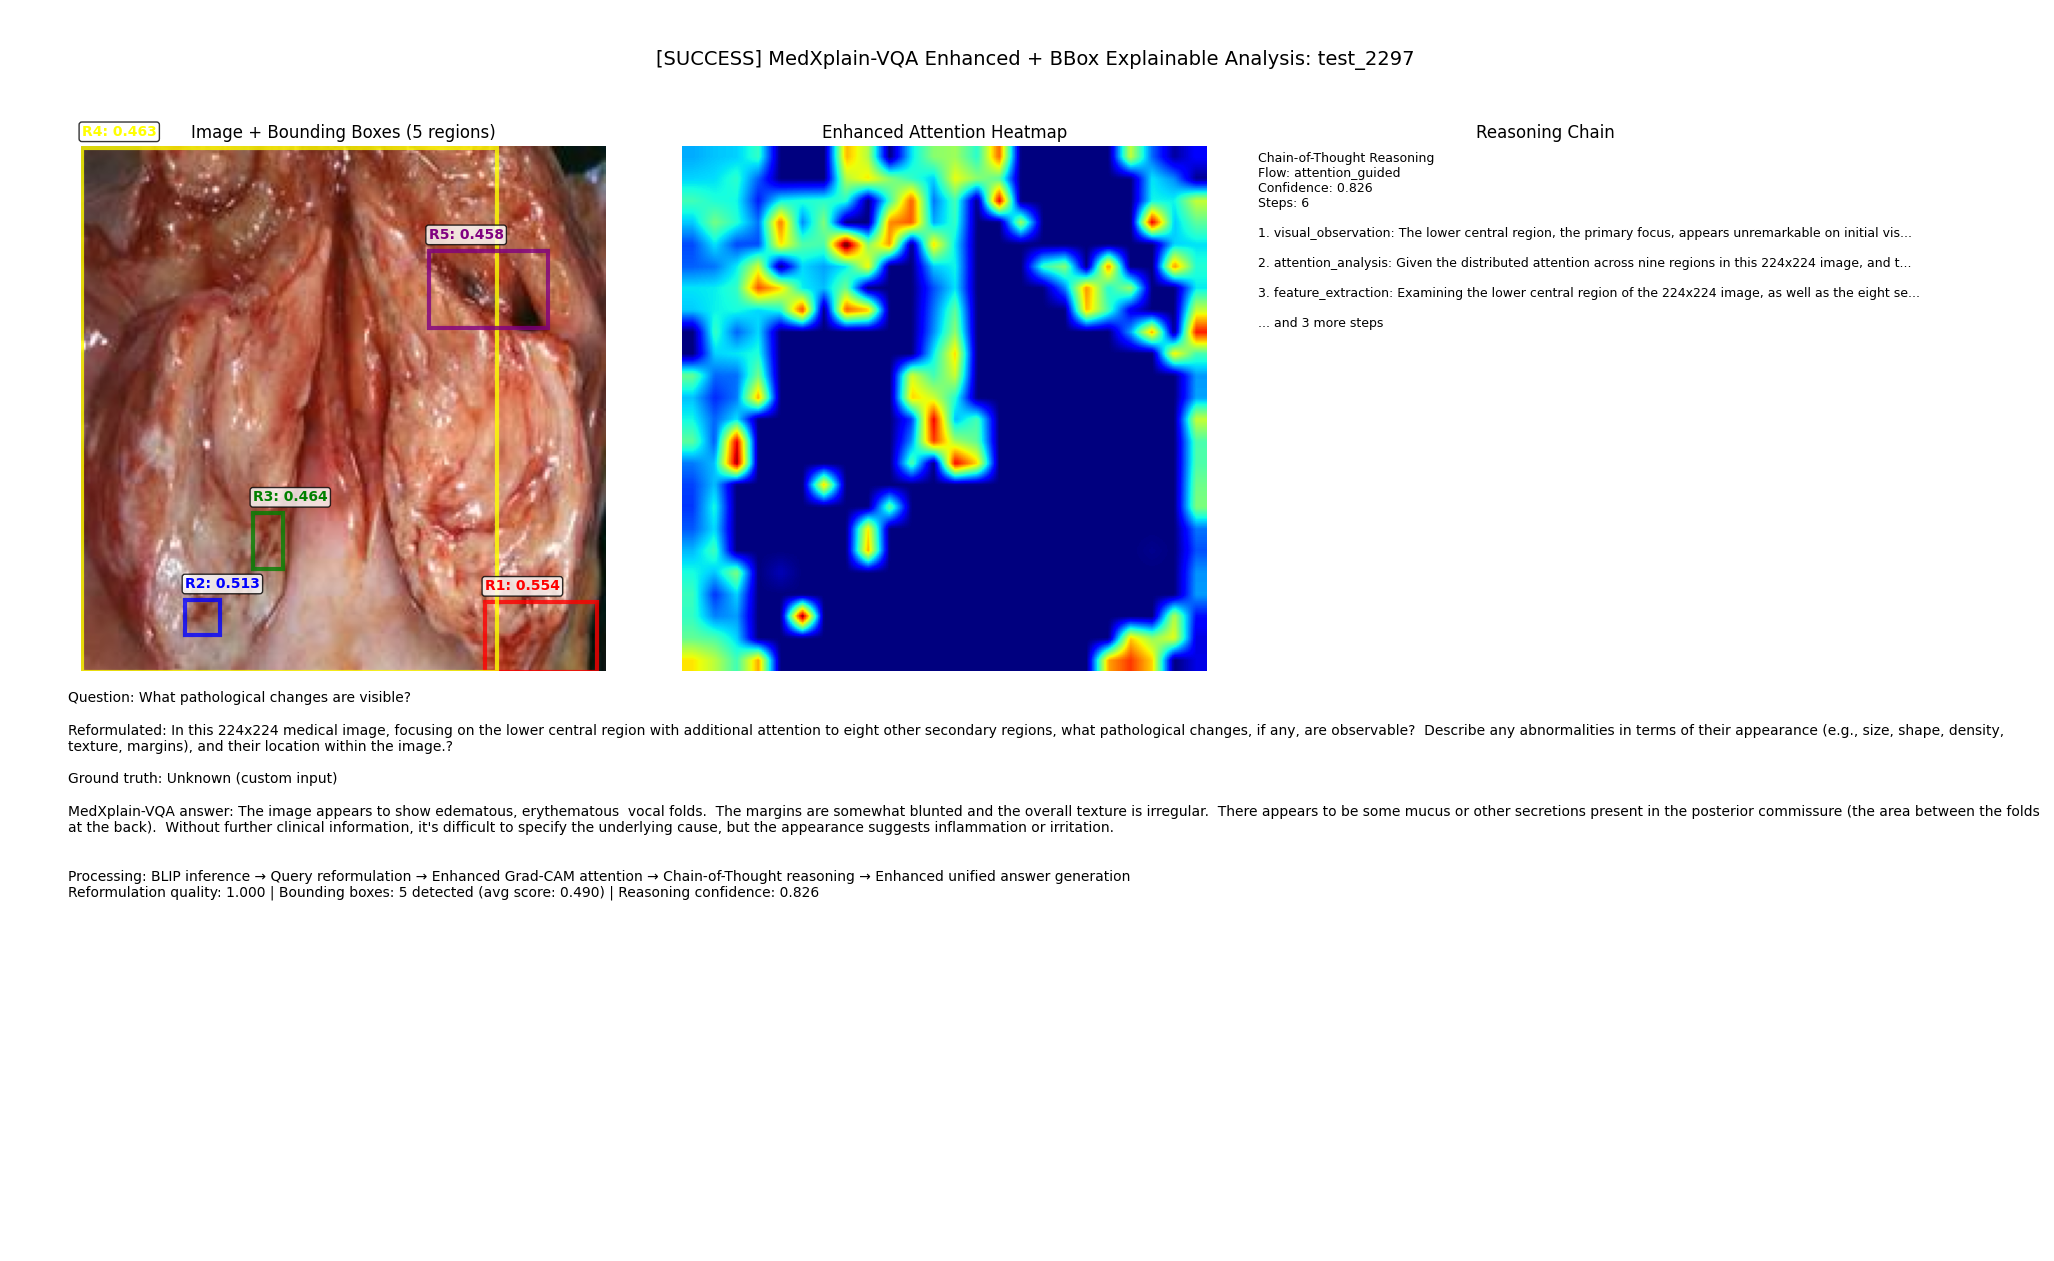 [SUCCESS] MedXplain-VQA Enhanced + BBox Explainable Analysis: test_2297
Image + Bounding Boxes (5 regions)
R4: 0.463
R5: 0.458
R3: 0.464
R2: 0.513
R1: 0.554
Enhanced Attention Heatmap
Reasoning Chain
Chain-of-Thought Reasoning
Flow: attention_guided
Confidence: 0.826
Steps: 6
1. visual_observation: The lower central region, the primary focus, appears unremarkable on initial vis...
2. attention_analysis: Given the distributed attention across nine regions in this 224x224 image, and t...
3. feature_extraction: Examining the lower central region of the 224x224 image, as well as the eight se...
... and 3 more steps
Question: What pathological changes are visible?
Reformulated: In this 224x224 medical image, focusing on the lower central region with additional attention to eight other secondary regions, what pathological changes, if any, are observable?  Describe any abnormalities in terms of their appearance (e.g., size, shape, density,
texture, margins), and their location within the image.?
Ground truth: Unknown (custom input)
MedXplain-VQA answer: The image appears to show edematous, erythematous  vocal folds.  The margins are somewhat blunted and the overall texture is irregular.  There appears to be some mucus or other secretions present in the posterior commissure (the area between the folds
at the back).  Without further clinical information, it's difficult to specify the underlying cause, but the appearance suggests inflammation or irritation.
Processing: BLIP inference → Query reformulation → Enhanced Grad-CAM attention → Chain-of-Thought reasoning → Enhanced unified answer generation
Reformulation quality: 1.000 | Bounding boxes: 5 detected (avg score: 0.490) | Reasoning confidence: 0.826